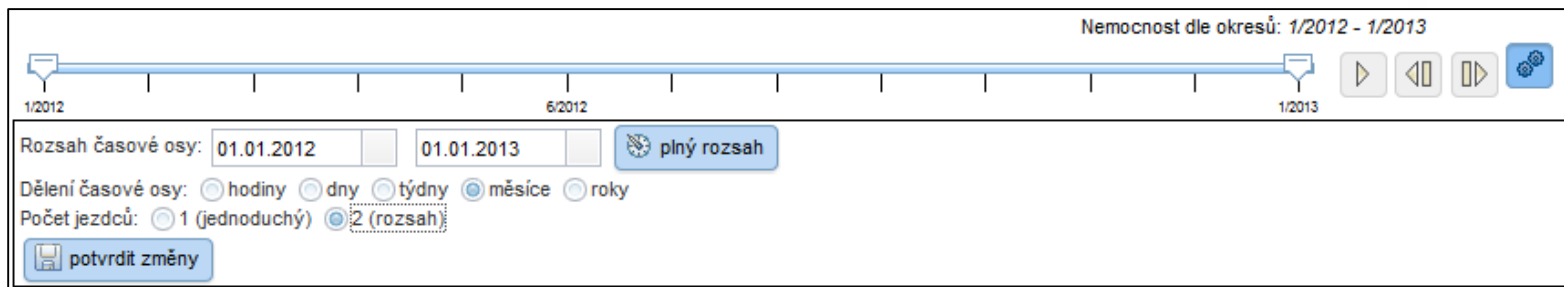 Nemocnost dle okresů: 1/2012 - 1/2013
1/2012 6/2012 1/2013
Rozsah časové osy: 01.01.2012 01.01.2013 plný rozsah
Dělení časové osy: hodiny dny týdny měsíce roky
Počet jezdců: 1 (jednoduchý) 2 (rozsah)
potvrdit změny